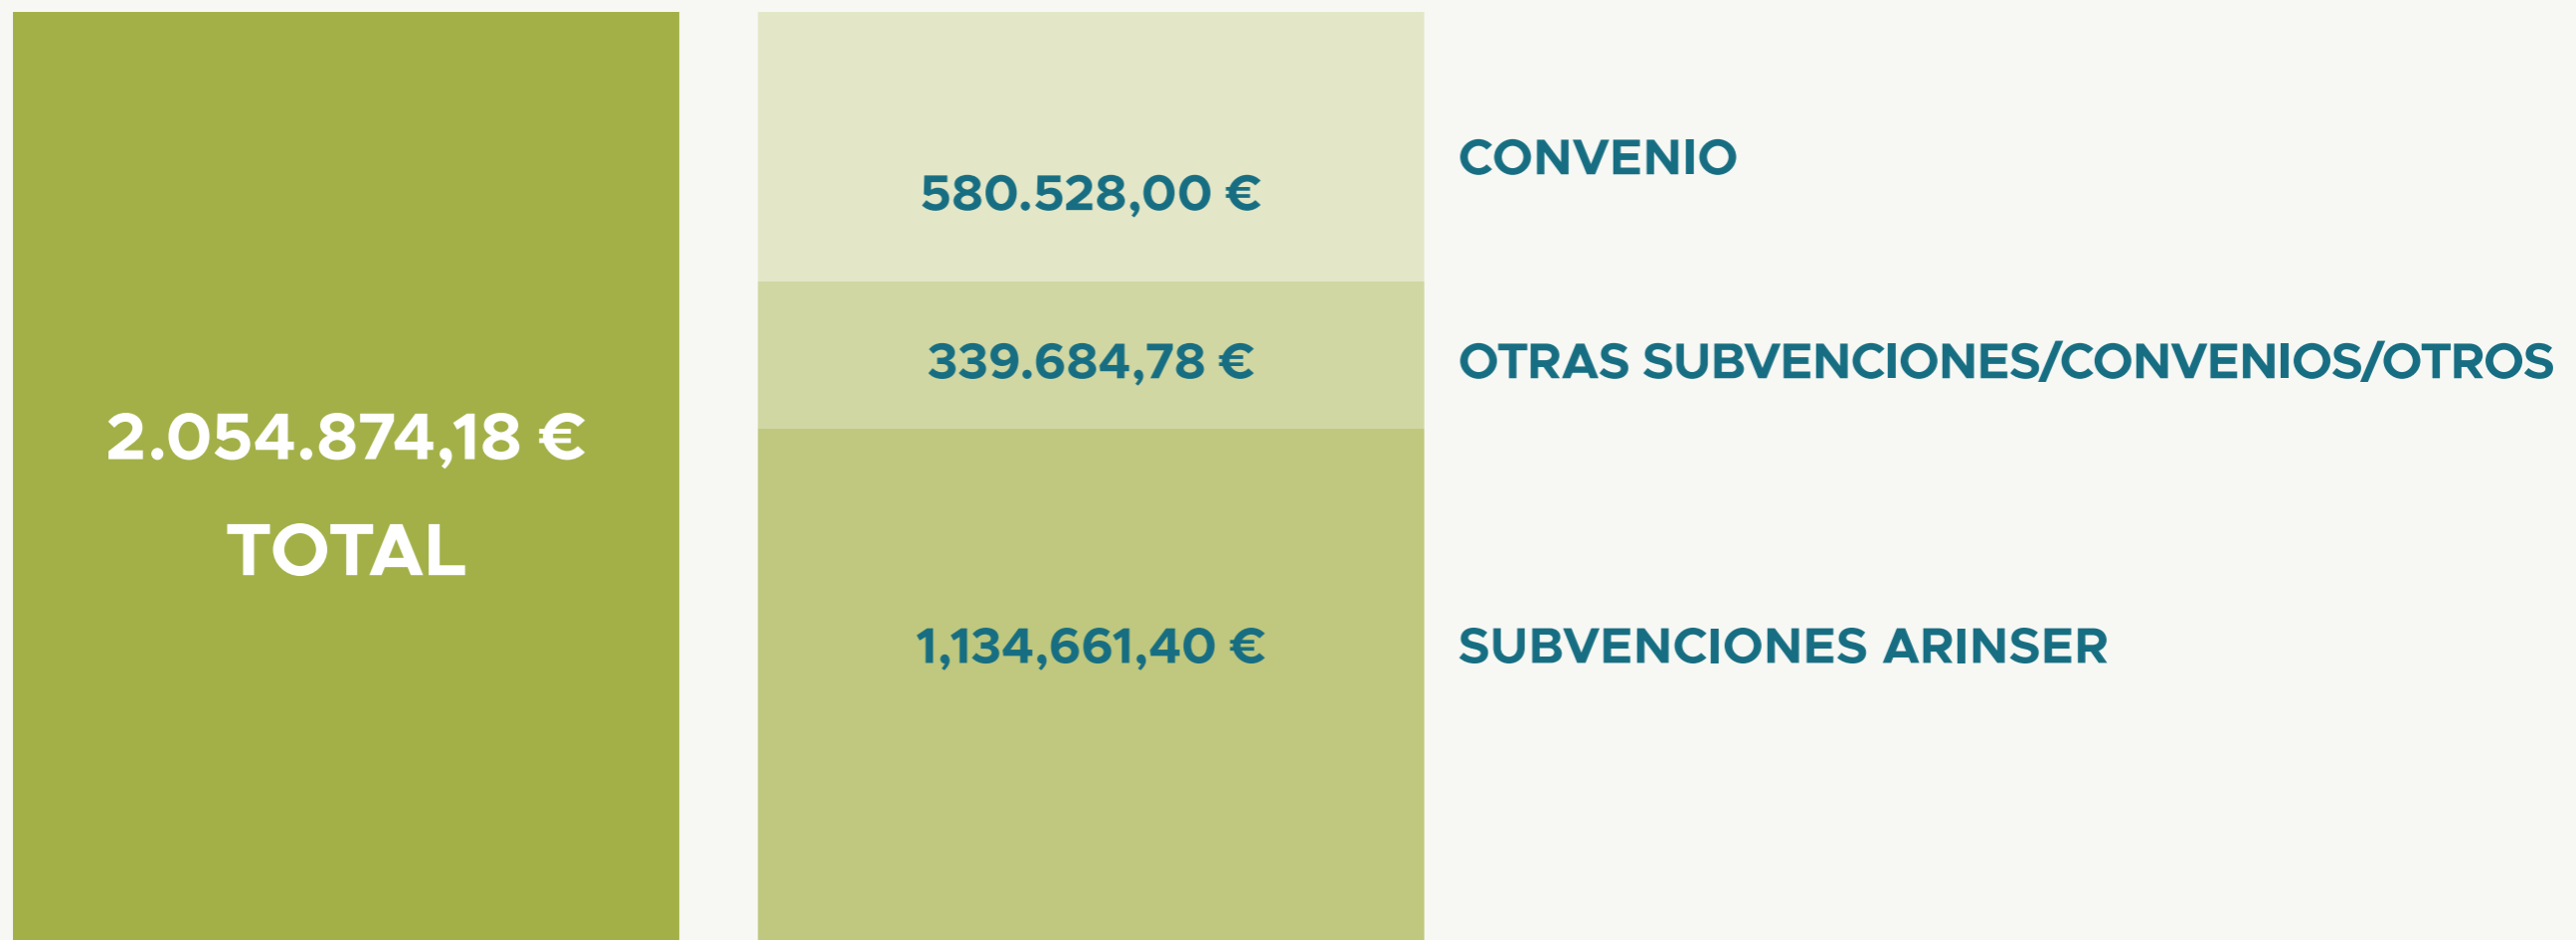 2.054.874,18 €
TOTAL
580.528,00 €
CONVENIO
339.684,78 €
OTRAS SUBVENCIONES/CONVENIOS/OTROS
1,134,661,40 €
SUBVENCIONES ARINSER